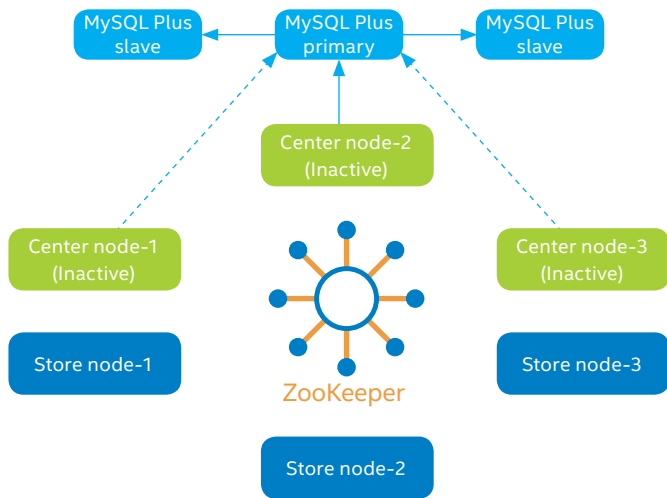 MySQL Plus
slave
MySQL Plus
primary
MySQL Plus
slave
Center node-2
(Inactive)
Center node-1
(Inactive)
Center node-3
(Inactive)
Store node-1
Store node-3
ZooKeeper
Store node-2